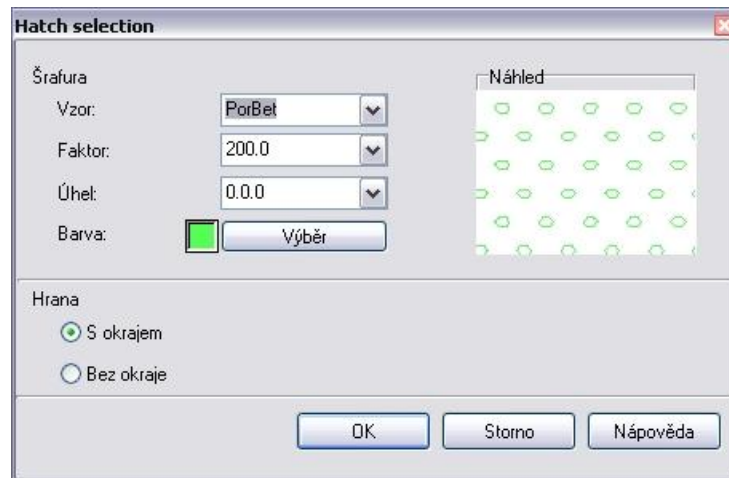 Hatch selection
Šrafura
Náhled
Vzor:
PorBet
Faktor:
200.0
Úhel:
0.0.0
Barva:
Výběr
Hrana
S okrajem
Bez okraje
OK
Storno
Nápověda